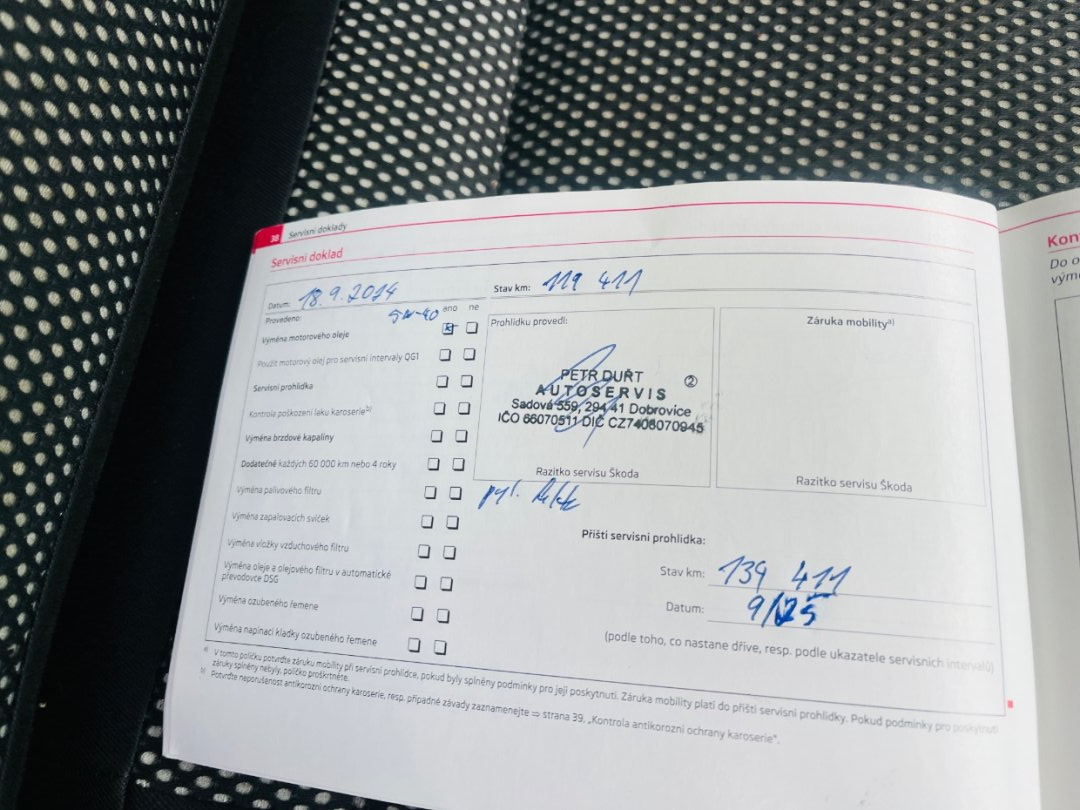 38 Servisní doklady
Servisní doklad
Datum: 18.9.2024
Stav km: 119 411
Provedeno: 5W-40 ano ne
Výměna motorového oleje
Použit motorový olej pro servisní intervaly QG1
Servisní prohlídka
Kontrola poškození laku karoserie b)
Výměna brzdové kapaliny
Dodatečně každých 60 000 km nebo 4 roky
Výměna palivového filtru
Výměna zapalovacích svíček
Výměna vložky vzduchového filtru
Výměna oleje a olejového filtru v automatické
převodovce DSG
Výměna ozubeného řemene
Výměna napínací kladky ozubeného řemene
Prohlídku provedl:
PETR DUŘT ②
AUTOSERVIS
Sadová 559, 294 41 Dobrovice
IČO 66070511 DIČ CZ7406070945
Razítko servisu Škoda
Záruka mobility a)
Razítko servisu Škoda
pyl.
Příští servisní prohlídka:
Stav km: 139 411
Datum: 9/25
(podle toho, co nastane dříve, resp. podle ukazatele servisních intervalů)
a) V tomto políčku potvrďte záruku mobility při servisní prohlídce, pokud byly splněny podmínky pro její poskytnutí. Záruka mobility platí do příští servisní prohlídky. Pokud podmínky pro poskytnutí
záruky splněny nebyly, políčko proškrtněte.
b) Potvrďte neporušenost antikorozní ochrany karoserie, resp. případné závady zaznamenejte ⇒ strana 39, „Kontrola antikorozní ochrany karoserie".
Kon
Do o
vým